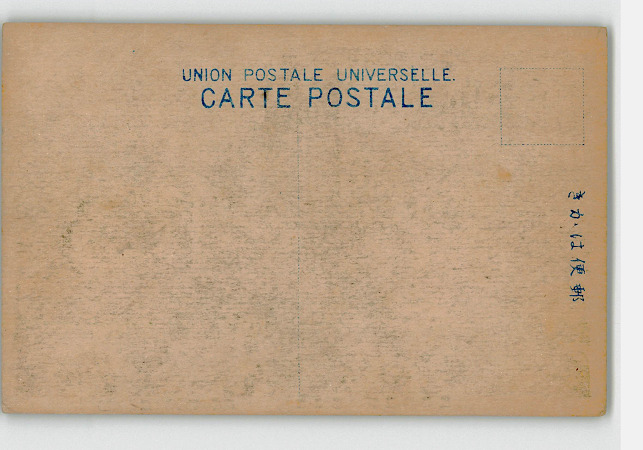 UNION POSTALE UNIVERSELLE.
CARTE POSTALE
郵便はかき